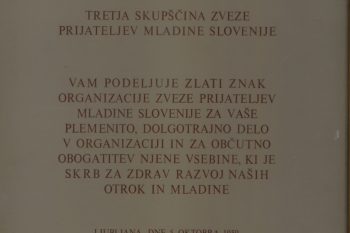 TRETJA SKUPŠČINA ZVEZE
PRIJATELJEV MLADINE SLOVENIJE
VAM PODELJUJE ZLATI ZNAK
ORGANIZACIJE ZVEZE PRIJATELJEV
MLADINE SLOVENIJE ZA VAŠE
PLEMENITO, DOLGOTRAJNO DELO
V ORGANIZACIJI IN ZA OBČUTNO
OBOGATITEV NJENE VSEBINE, KI JE
SKRB ZA ZDRAV RAZVOJ NAŠIH
OTROK IN MLADINE
LJUBLJANA, DNE 5. OKTOBRA